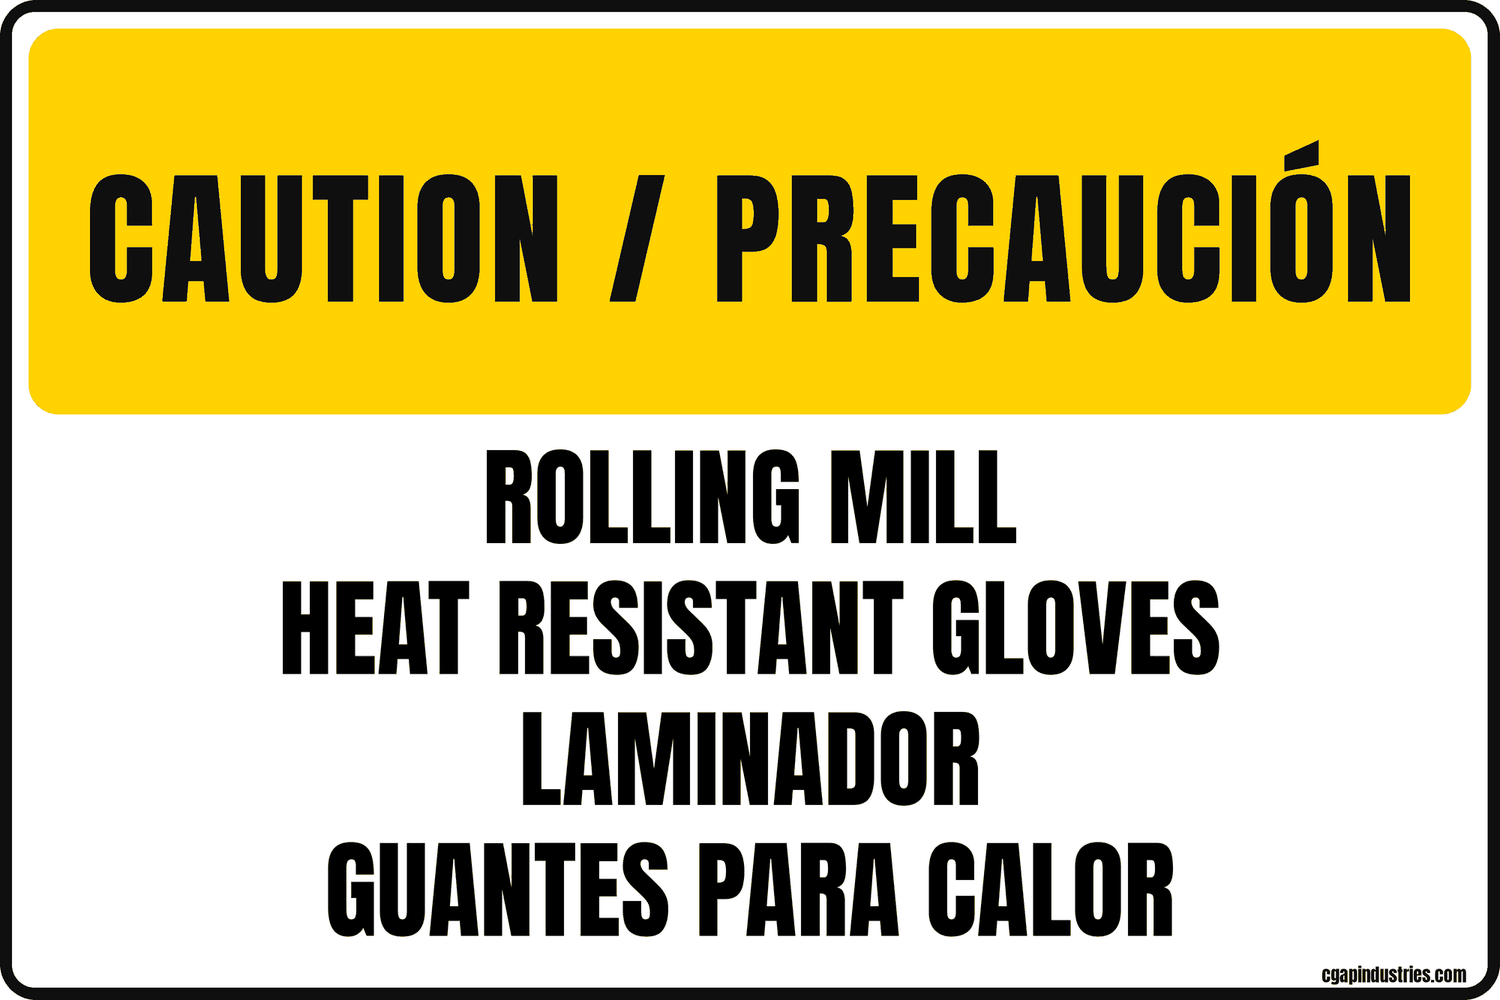 CAUTION / PRECAUCIÓN
ROLLING MILL
HEAT RESISTANT GLOVES
LAMINADOR
GUANTES PARA CALOR
cgapindustries.com